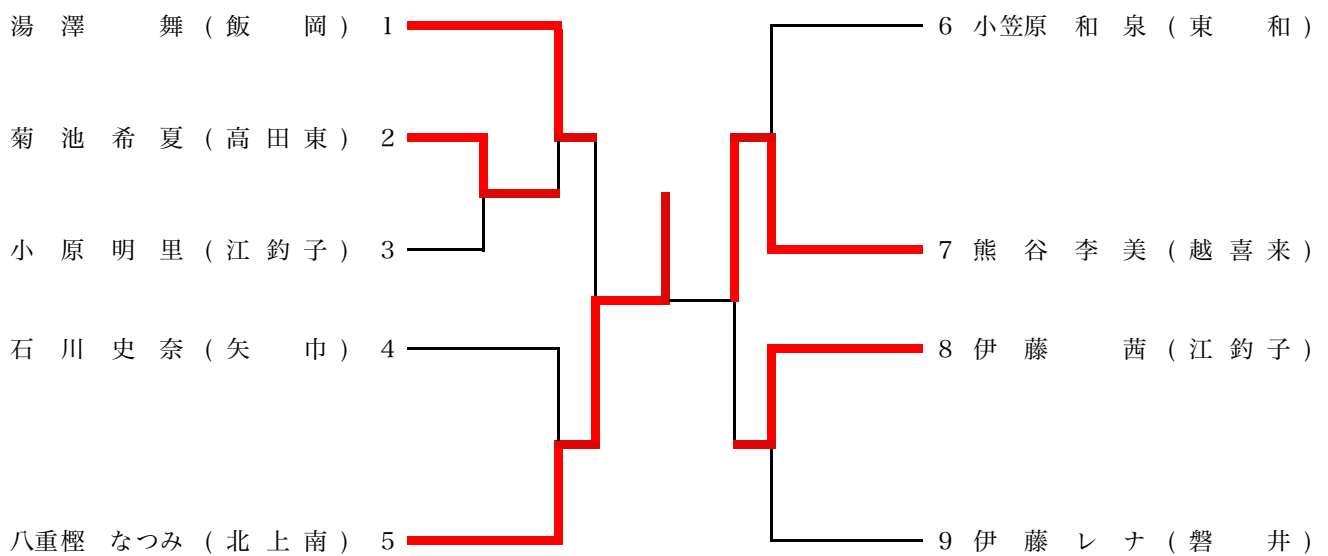 湯澤 舞 (飯 岡) 1
菊池希夏 (高田東) 2
小原明里 (江釣子) 3
石川史奈 (矢 巾) 4
八重樫 なつみ (北上南) 5
6 小笠原 和泉 (東 和)
7 熊谷李美 (越喜来)
8 伊藤 茜 (江釣子)
9 伊藤レナ (磐 井)